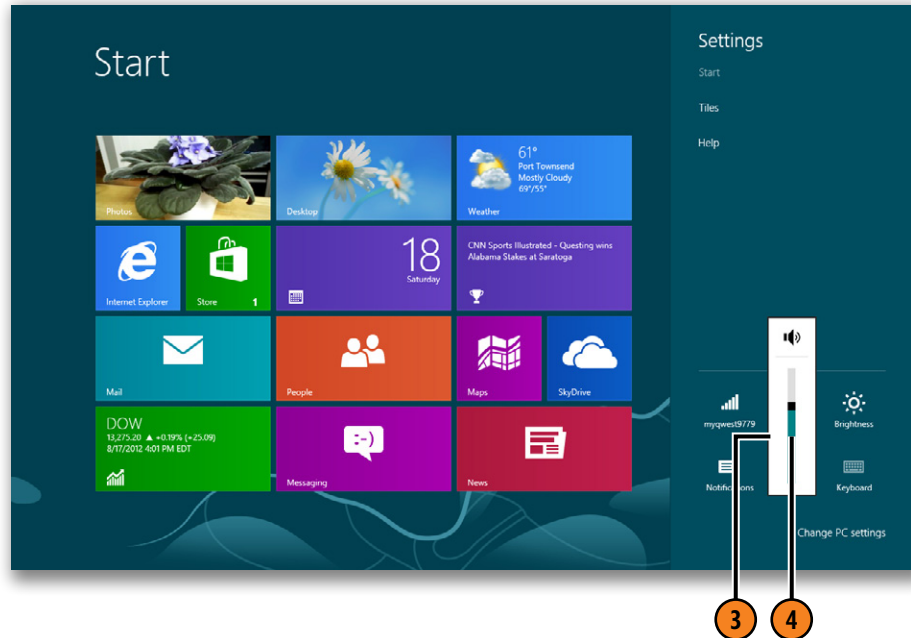 Start
Settings
Start
Tiles
Help
Photos
Desktop
61°
Port Townsend
Mostly Cloudy
69°/55°
Weather
Internet Explorer
Store 1
18
Saturday
CNN Sports Illustrated - Questing wins
Alabama Stakes at Saratoga
Mail
People
Maps
SkyDrive
DOW
13,275.20 ▲ +0.19% (+25.09)
8/17/2012 4:01 PM EDT
:-)
Messaging
News
myqwest9779
Brightness
Notifications
Keyboard
Change PC settings
3 4